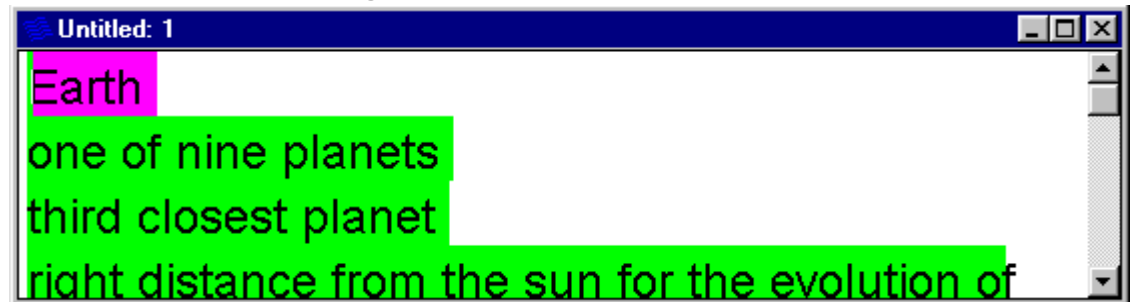 Untitled: 1
Earth
one of nine planets
third closest planet
right distance from the sun for the evolution of